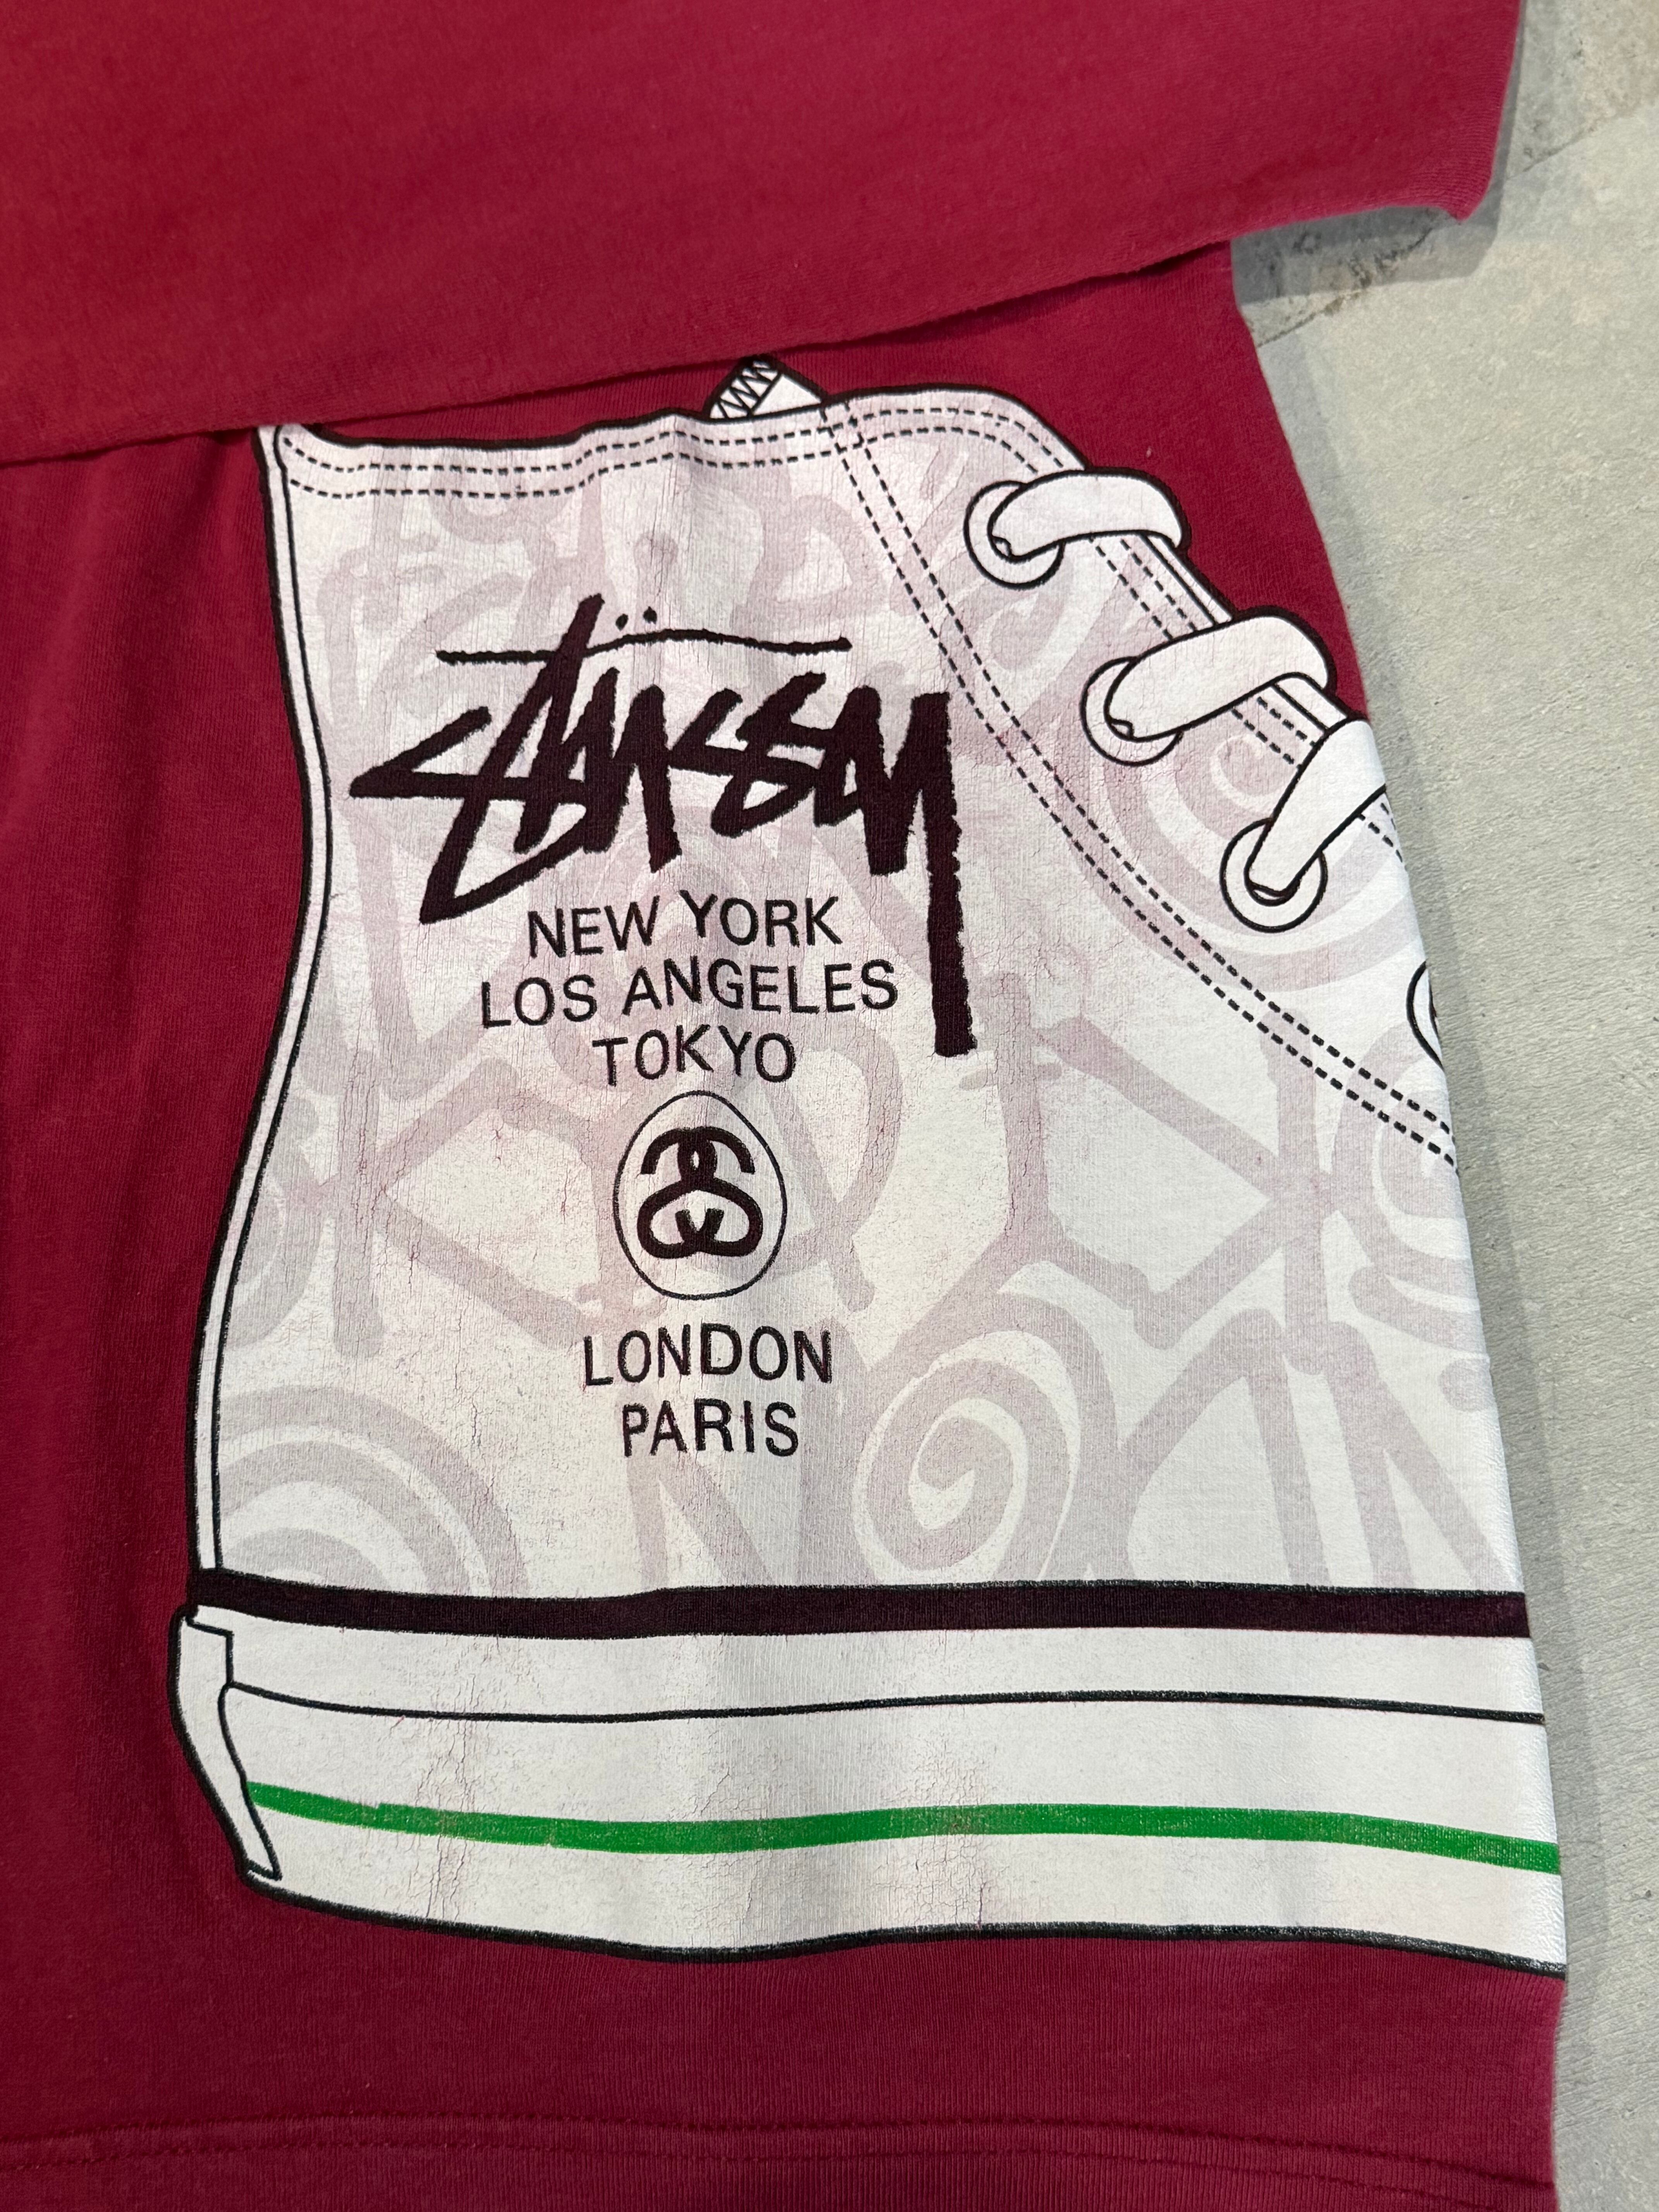 Stüssy
NEW YORK
LOS ANGELES
TOKYO
LONDON
PARIS